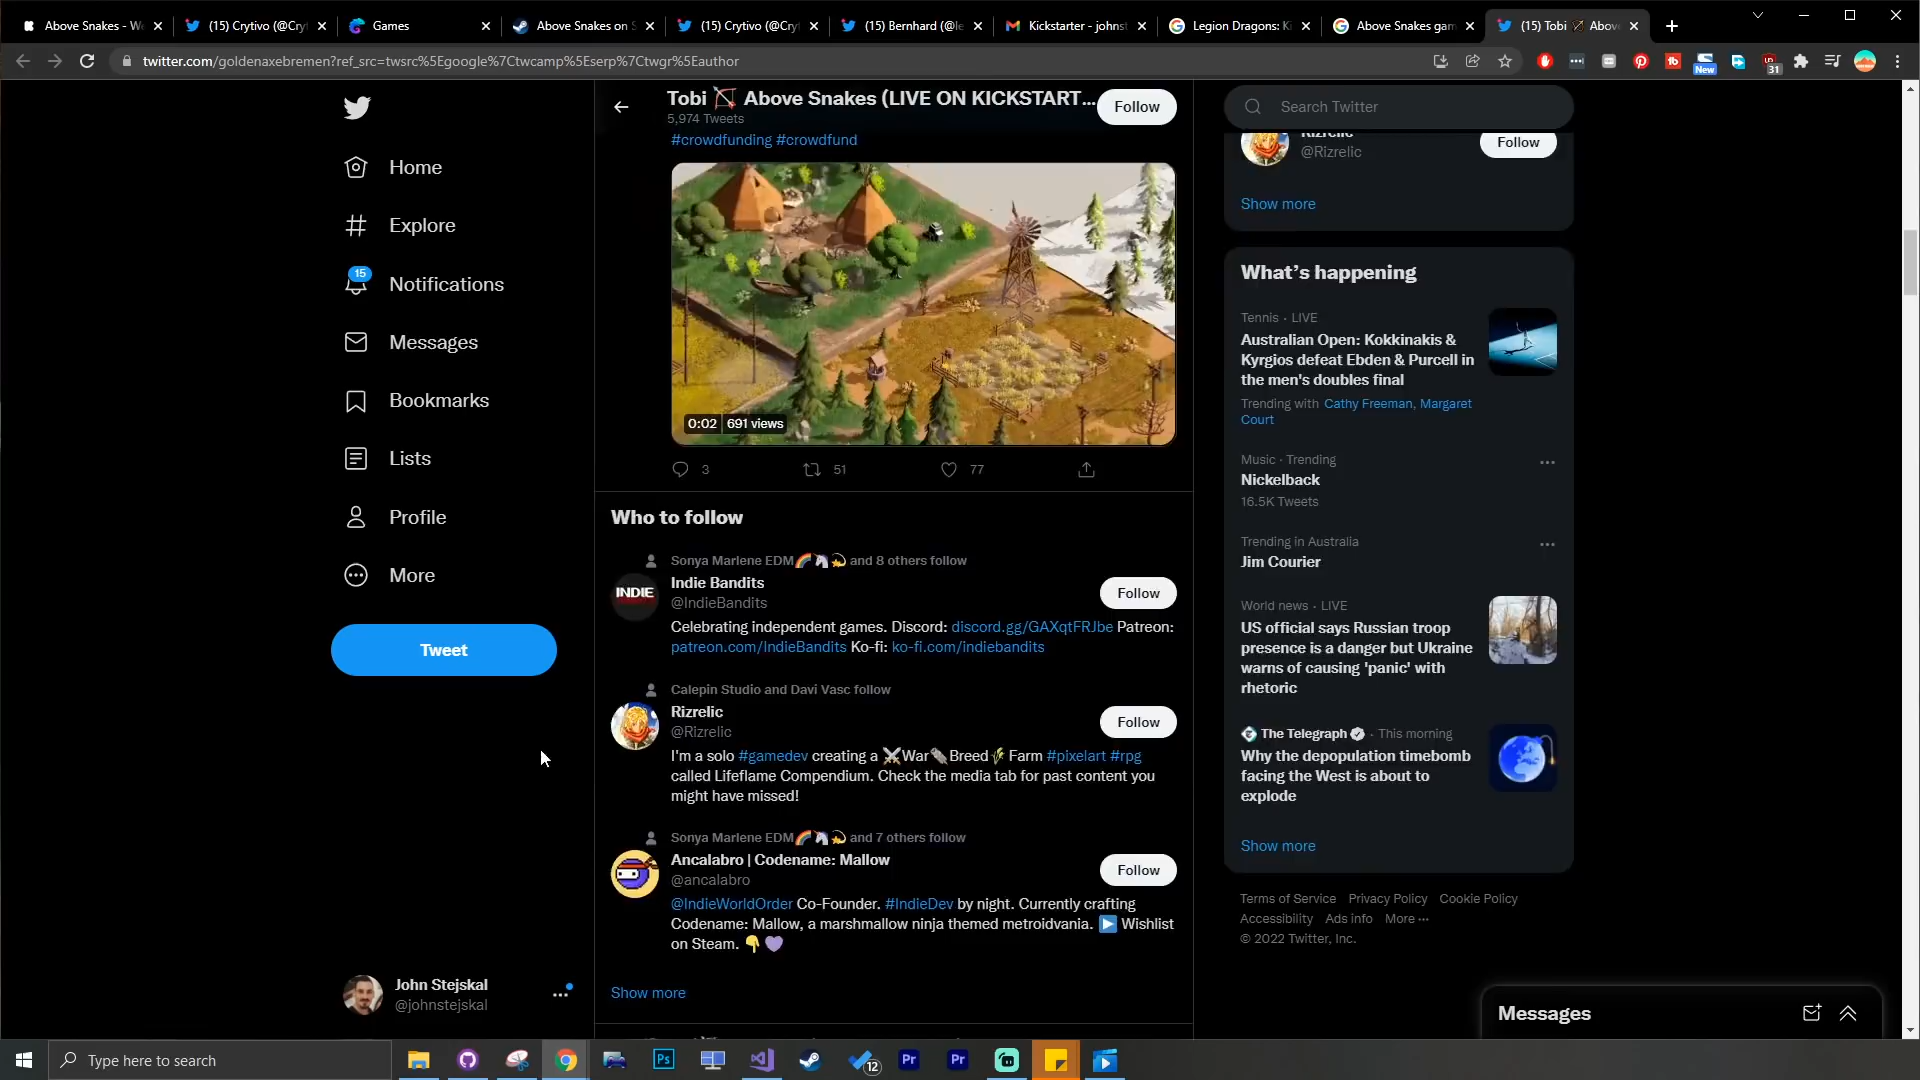 Above Snakes - We
(15) Crytivo (@Cry
Games
Above Snakes on S
(15) Crytivo (@Cry
(15) Bernhard (@le
Kickstarter - johnst
Legion Dragons: Ki
Above Snakes gam
(15) Tobi 🏹 Abov
twitter.com/goldenaxebremen?ref_src=twsrc%5Egoogle%7Ctwcamp%5Eserp%7Ctwgr%5Eauthor
New
31
Home
Explore
15
Notifications
Messages
Bookmarks
Lists
Profile
More
Tweet
John Stejskal
@johnstejskal
Tobi 🏹 Above Snakes (LIVE ON KICKSTART...
5,974 Tweets
Follow
#crowdfunding #crowdfund
0:02 691 views
3 51 77
Who to follow
Sonya Marlene EDM🌈🦄💫 and 8 others follow
INDIE
Indie Bandits
@IndieBandits
Follow
Celebrating independent games. Discord: discord.gg/GAXqtFRJbe Patreon:
patreon.com/IndieBandits Ko-fi: ko-fi.com/indiebandits
Calepin Studio and Davi Vasc follow
Rizrelic
@Rizrelic
Follow
I'm a solo #gamedev creating a ⚔War🗞Breed🌾 Farm #pixelart #rpg
called Lifeflame Compendium. Check the media tab for past content you
might have missed!
Sonya Marlene EDM🌈🦄💫 and 7 others follow
Ancalabro | Codename: Mallow
@ancalabro
Follow
@IndieWorldOrder Co-Founder. #IndieDev by night. Currently crafting
Codename: Mallow, a marshmallow ninja themed metroidvania. ▶ Wishlist
on Steam. 👇💜
Show more
Search Twitter
Rizrelic
@Rizrelic
Follow
Show more
What's happening
Tennis · LIVE
Australian Open: Kokkinakis &
Kyrgios defeat Ebden & Purcell in
the men's doubles final
Trending with Cathy Freeman, Margaret
Court
Music · Trending
Nickelback
16.5K Tweets
Trending in Australia
Jim Courier
World news · LIVE
US official says Russian troop
presence is a danger but Ukraine
warns of causing 'panic' with
rhetoric
The Telegraph · This morning
Why the depopulation timebomb
facing the West is about to
explode
Show more
Terms of Service Privacy Policy Cookie Policy
Accessibility Ads info More ···
© 2022 Twitter, Inc.
Messages
Type here to search
Ps
12
Pr
Pr